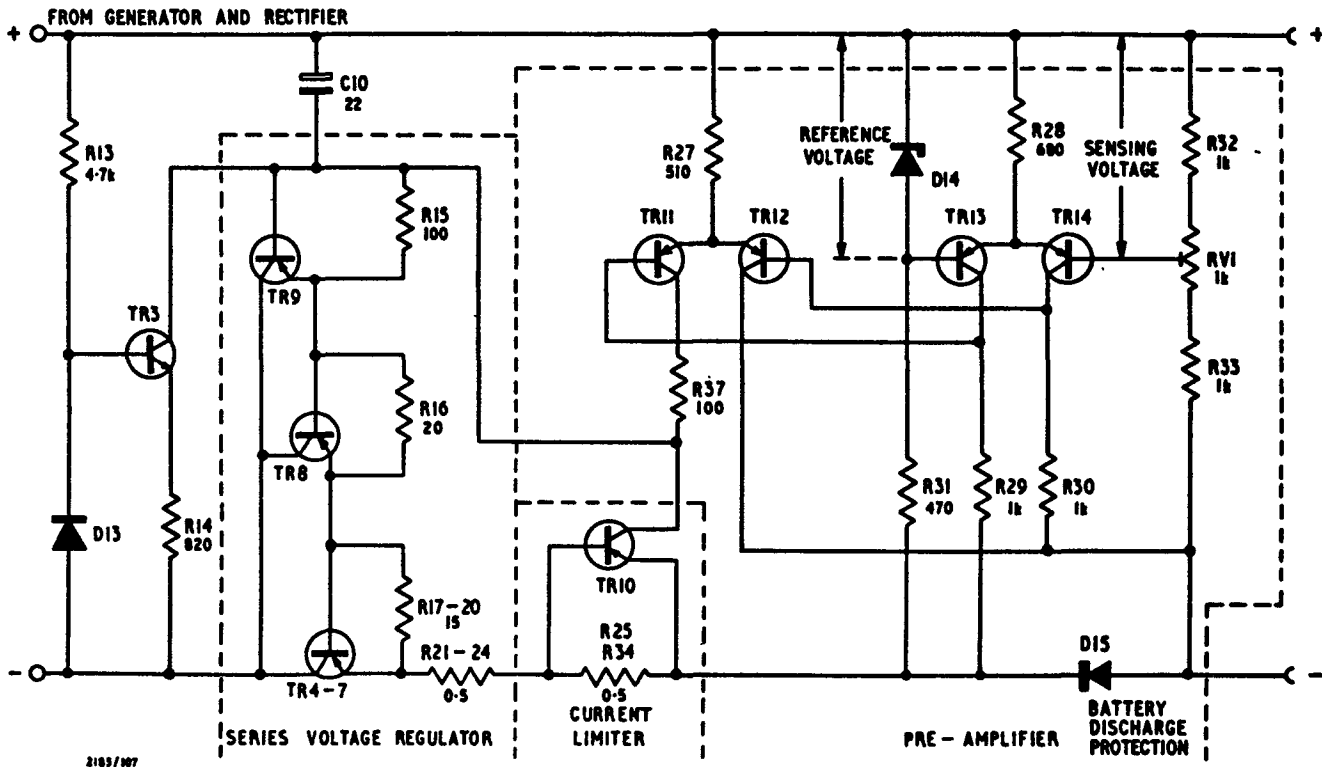 FROM GENERATOR AND RECTIFIER
+
+
C10
22
R13
4·7k
R15
100
R27
510
REFERENCE
VOLTAGE
D14
R28
680
SENSING
VOLTAGE
R32
1k
TR11
TR12
TR13
TR14
RV1
1k
TR9
TR3
R16
20
R37
100
R33
1k
TR8
R14
820
D13
R31
470
R29
1k
R30
1k
TR10
R17-20
15
R25
R34
0·5
R21-24
0·5
D15
-
-
TR4-7
CURRENT
LIMITER
SERIES VOLTAGE REGULATOR
PRE-AMPLIFIER
BATTERY
DISCHARGE
PROTECTION
2183/107